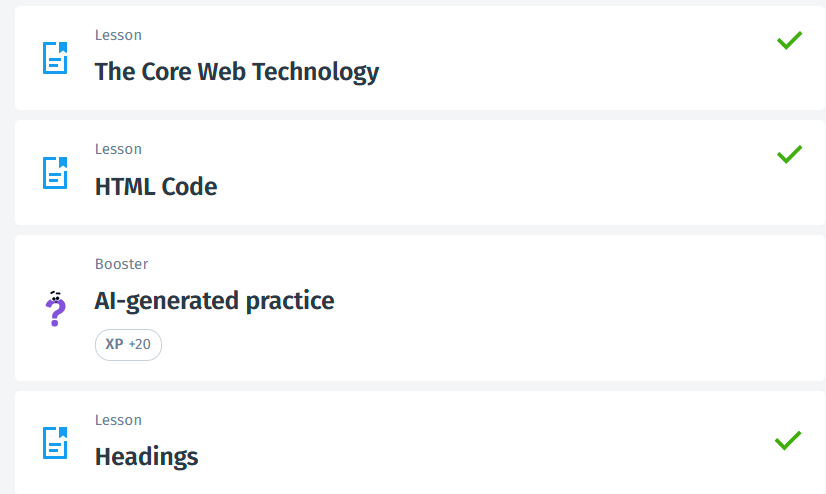 Lesson
The Core Web Technology
Lesson
HTML Code
Booster
AI-generated practice
XP +20
Lesson
Headings